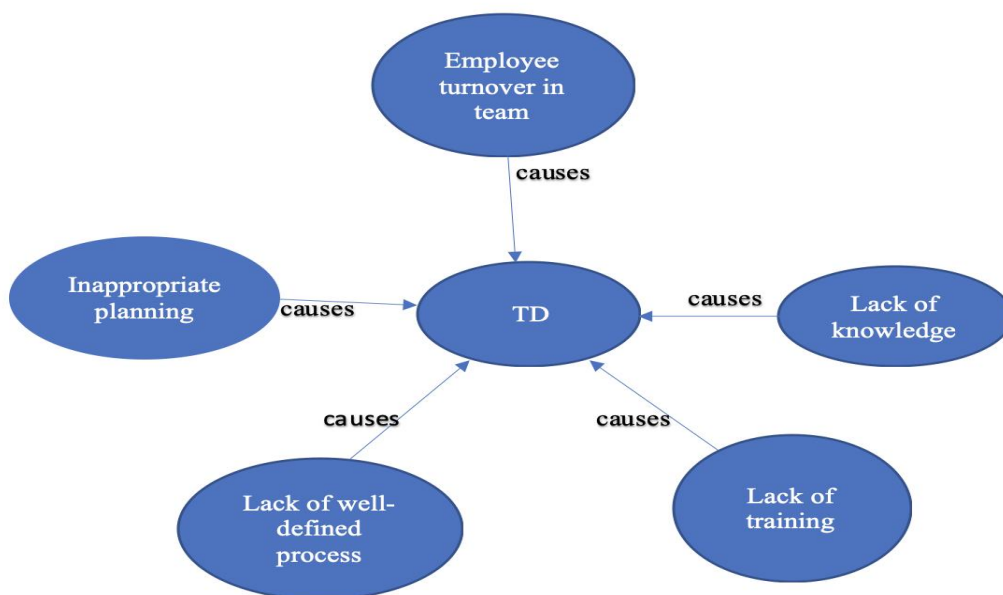 Employee
turnover in
team
causes
Inappropriate
planning
causes
TD
causes
Lack of
knowledge
causes
causes
Lack of well-
defined
process
Lack of
training